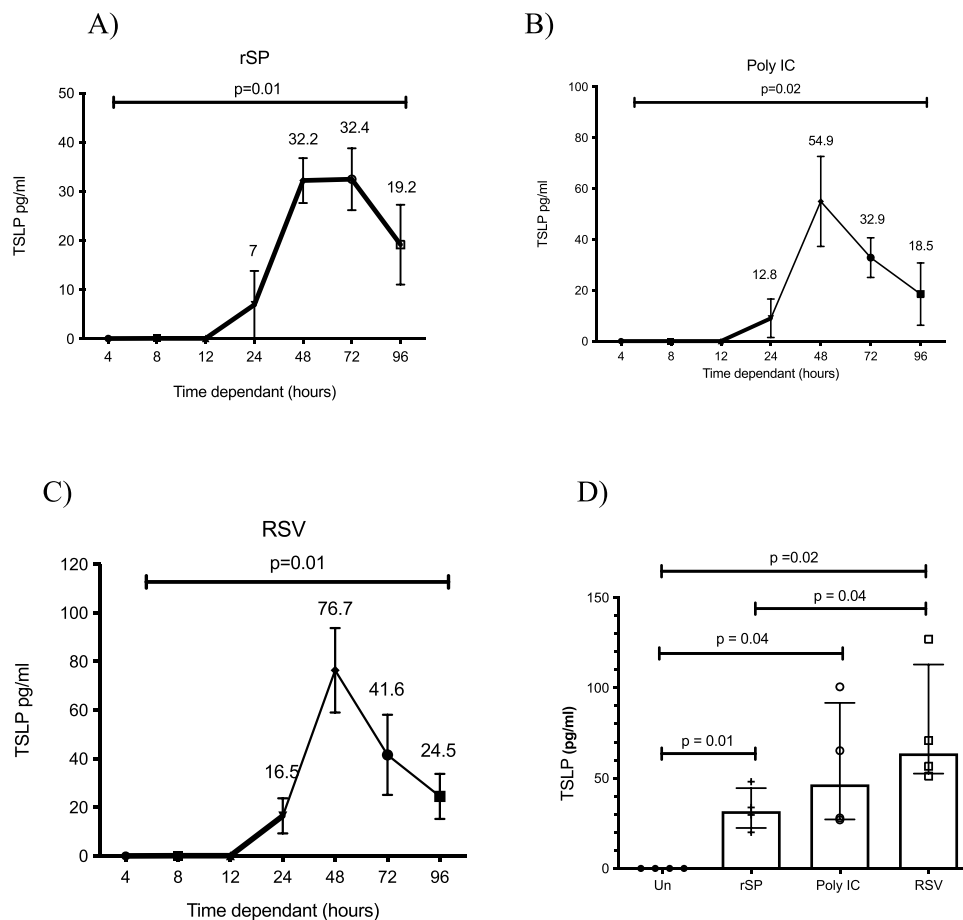 A)
rSP
p=0.01
50
40
30
20
10
0
TSLP pg/ml
7
32.2
32.4
19.2
4 8 12 24 48 72 96
Time dependant (hours)
B)
Poly IC
p=0.02
100
80
60
40
20
0
TSLP pg/ml
12.8
54.9
32.9
18.5
4 8 12 24 48 72 96
Time dependant (hours)
C)
RSV
p=0.01
120
100
80
60
40
20
0
TSLP pg/ml
16.5
76.7
41.6
24.5
4 8 12 24 48 72 96
Time dependant (hours)
D)
p =0.02
p = 0.04
p = 0.04
p = 0.01
150
100
50
0
TSLP (pg/ml)
Un rSP Poly IC RSV